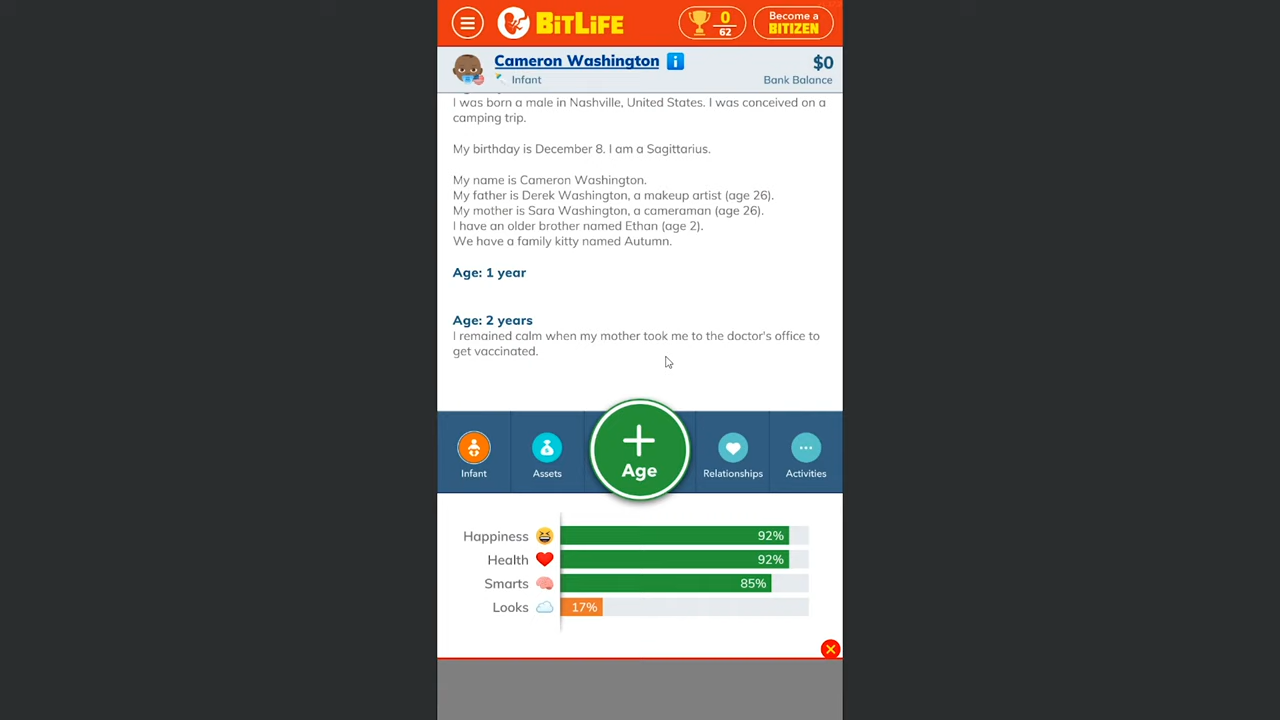 BITLIFE
0
62
Become a
BITIZEN
Cameron Washington
Infant
$0
Bank Balance
I was born a male in Nashville, United States. I was conceived on a
camping trip.
My birthday is December 8. I am a Sagittarius.
My name is Cameron Washington.
My father is Derek Washington, a makeup artist (age 26).
My mother is Sara Washington, a cameraman (age 26).
I have an older brother named Ethan (age 2).
We have a family kitty named Autumn.
Age: 1 year
Age: 2 years
I remained calm when my mother took me to the doctor's office to
get vaccinated.
Infant
Assets
+
Age
Relationships
Activities
Happiness 92%
Health 92%
Smarts 85%
Looks 17%